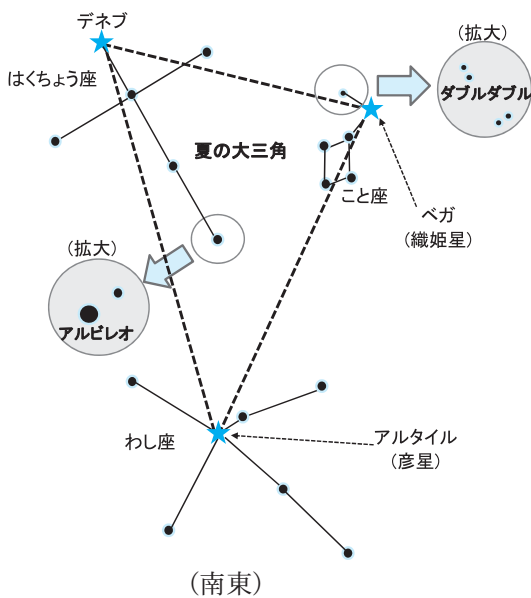 デネブ
はくちょう座
(拡大)
ダブルダブル
夏の大三角
こと座
ベガ
(織姫星)
(拡大)
アルビレオ
わし座
アルタイル
(彦星)
(南東)